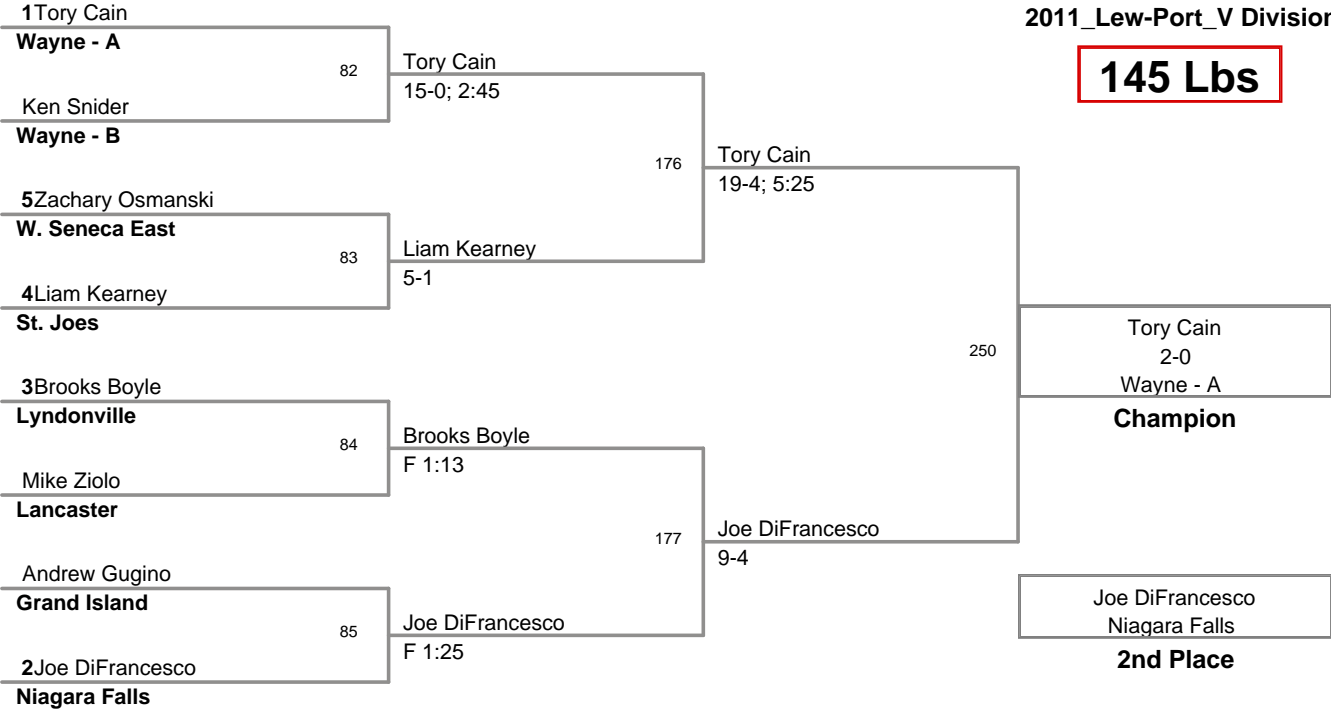 1Tory Cain
Wayne - A
82
Ken Snider
Wayne - B
5Zachary Osmanski
W. Seneca East
83
4Liam Kearney
St. Joes
3Brooks Boyle
Lyndonville
84
Mike Ziolo
Lancaster
Andrew Gugino
Grand Island
85
2Joe DiFrancesco
Niagara Falls
Tory Cain
15-0; 2:45
176
Liam Kearney
5-1
Brooks Boyle
F 1:13
177
Joe DiFrancesco
F 1:25
Tory Cain
19-4; 5:25
250
Joe DiFrancesco
9-4
2011_Lew-Port_V Division
145 Lbs
Tory Cain
2-0
Wayne - A
Champion
Joe DiFrancesco
Niagara Falls
2nd Place